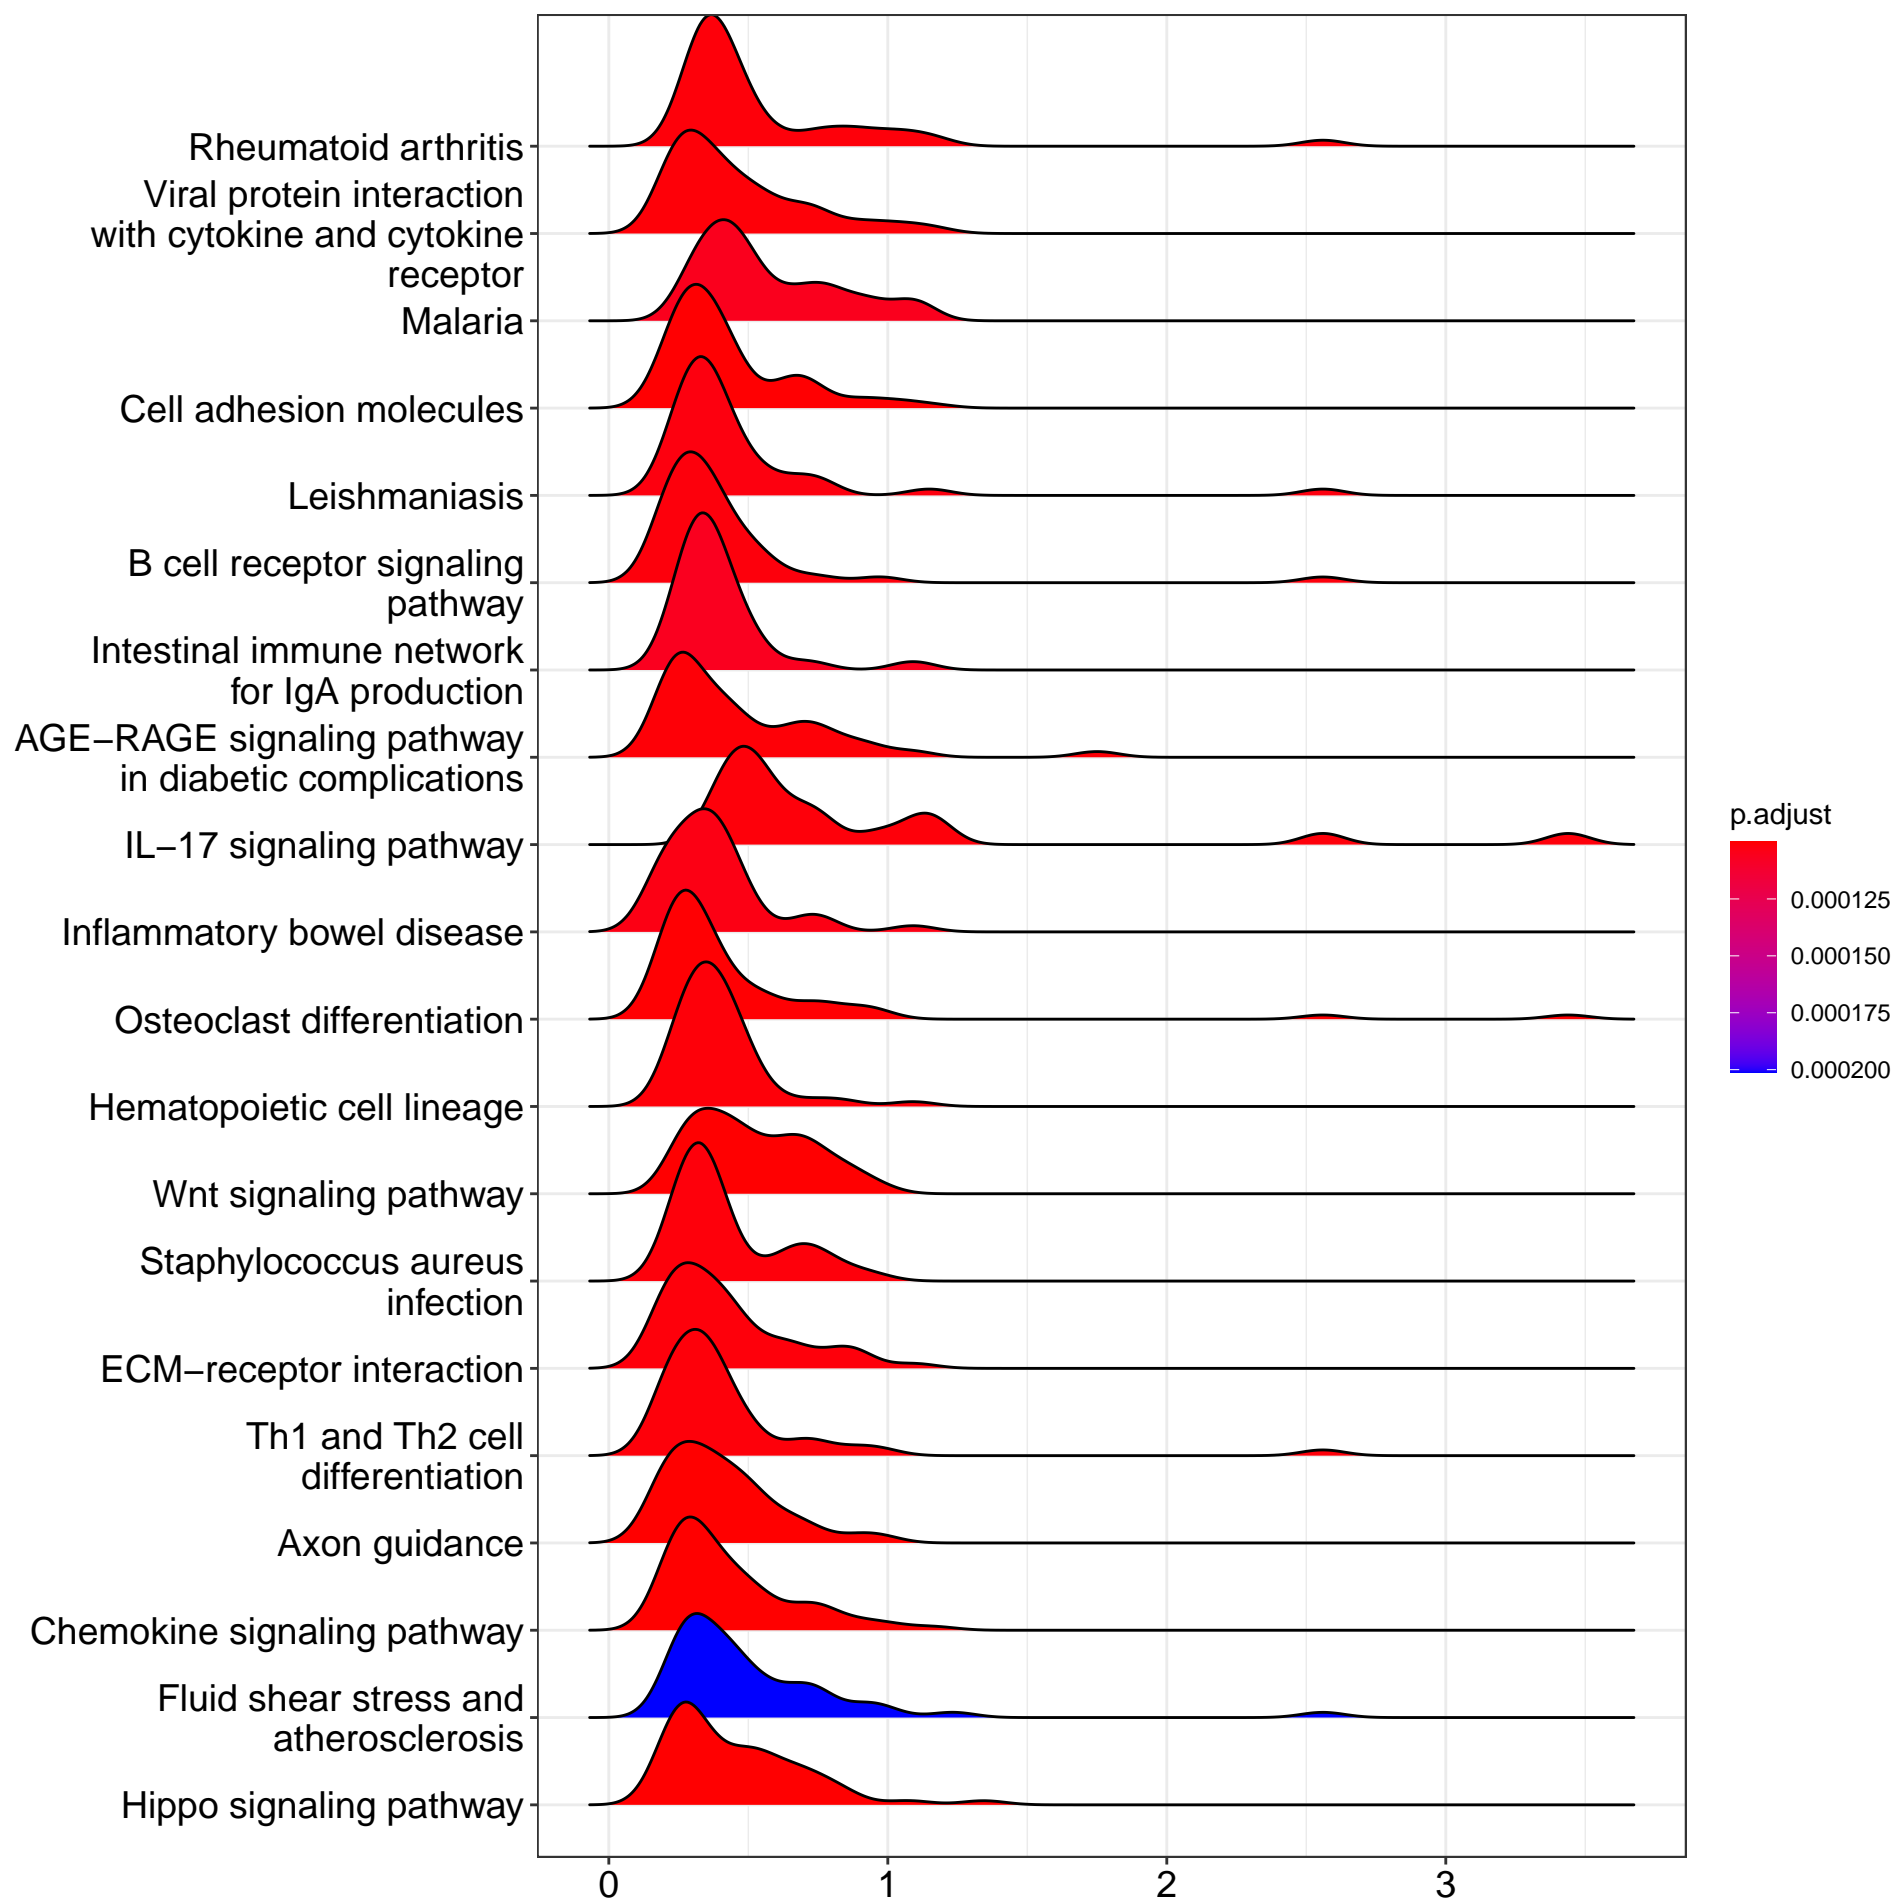 Rheumatoid arthritis
Viral protein interaction
with cytokine and cytokine
receptor
Malaria
Cell adhesion molecules
Leishmaniasis
B cell receptor signaling
pathway
Intestinal immune network
for IgA production
AGE−RAGE signaling pathway
in diabetic complications
IL−17 signaling pathway
Inflammatory bowel disease
Osteoclast differentiation
Hematopoietic cell lineage
Wnt signaling pathway
Staphylococcus aureus
infection
ECM−receptor interaction
Th1 and Th2 cell
differentiation
Axon guidance
Chemokine signaling pathway
Fluid shear stress and
atherosclerosis
Hippo signaling pathway
0 1 2 3
p.adjust
0.000125
0.000150
0.000175
0.000200